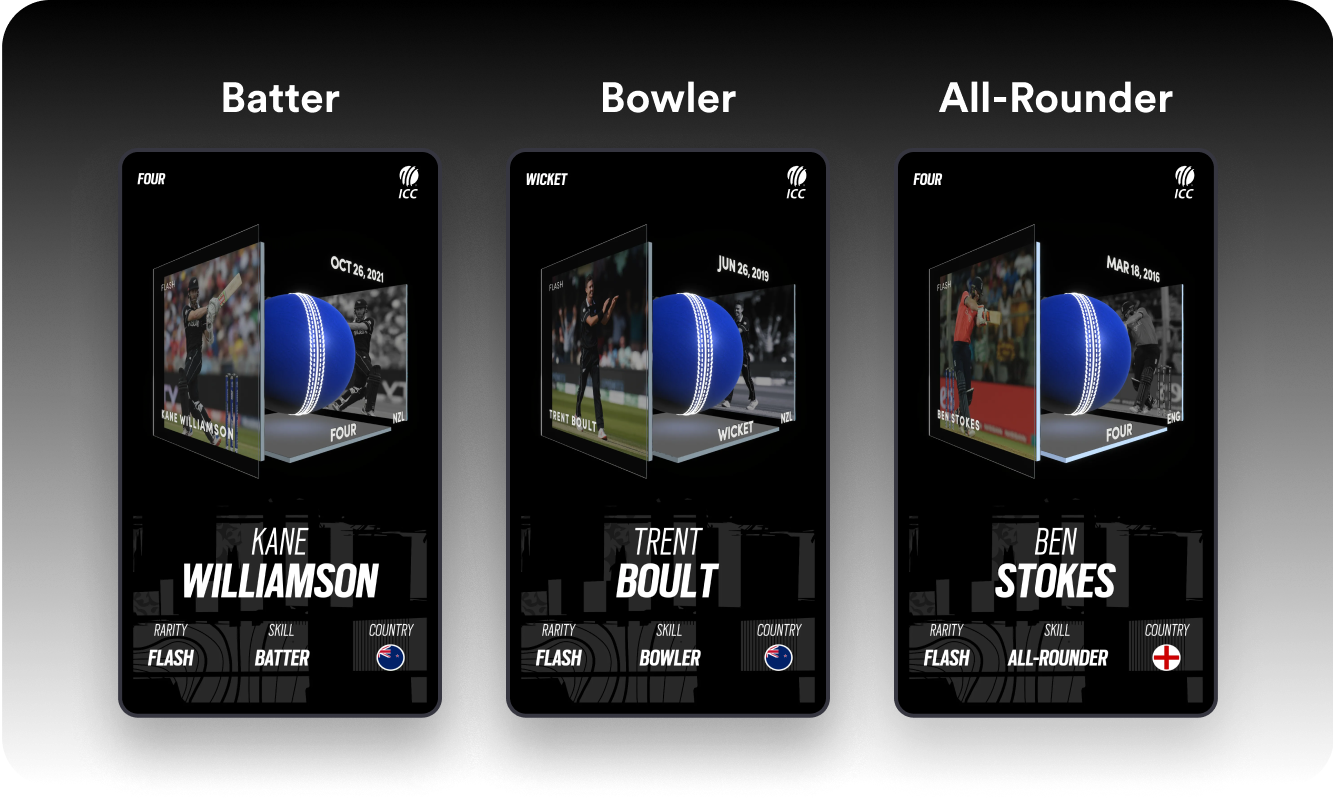 Batter
Bowler
All-Rounder
FOUR
ICC
OCT 26, 2021
FLASH
KANE WILLIAMSON
FOUR
NZL
KANE
WILLIAMSON
RARITY
SKILL
COUNTRY
FLASH
BATTER
WICKET
ICC
JUN 26, 2019
FLASH
TRENT BOULT
WICKET
NZL
TRENT
BOULT
RARITY
SKILL
COUNTRY
FLASH
BOWLER
FOUR
ICC
MAR 18, 2016
FLASH
BEN STOKES
FOUR
ENG
BEN
STOKES
RARITY
SKILL
COUNTRY
FLASH
ALL-ROUNDER